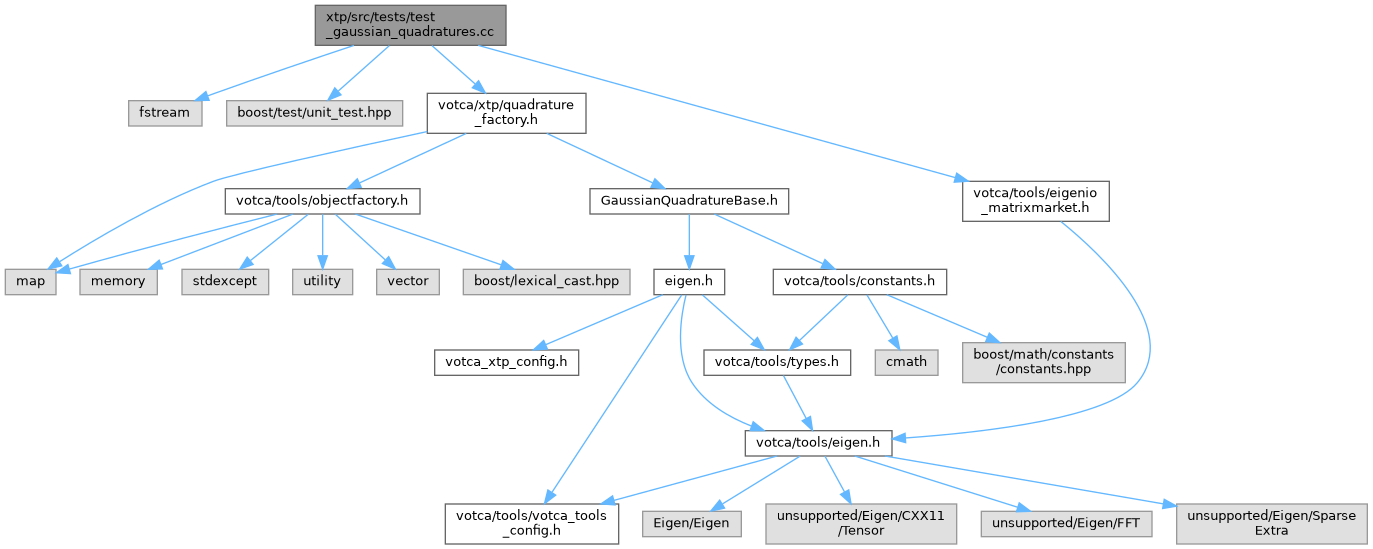 xtp/src/tests/test
_gaussian_quadratures.cc
fstream
boost/test/unit_test.hpp
votca/xtp/quadrature
_factory.h
votca/tools/objectfactory.h
GaussianQuadratureBase.h
votca/tools/eigenio
_matrixmarket.h
map
memory
stdexcept
utility
vector
boost/lexical_cast.hpp
eigen.h
votca/tools/constants.h
votca_xtp_config.h
votca/tools/types.h
cmath
boost/math/constants
/constants.hpp
votca/tools/eigen.h
votca/tools/votca_tools
_config.h
Eigen/Eigen
unsupported/Eigen/CXX11
/Tensor
unsupported/Eigen/FFT
unsupported/Eigen/Sparse
Extra